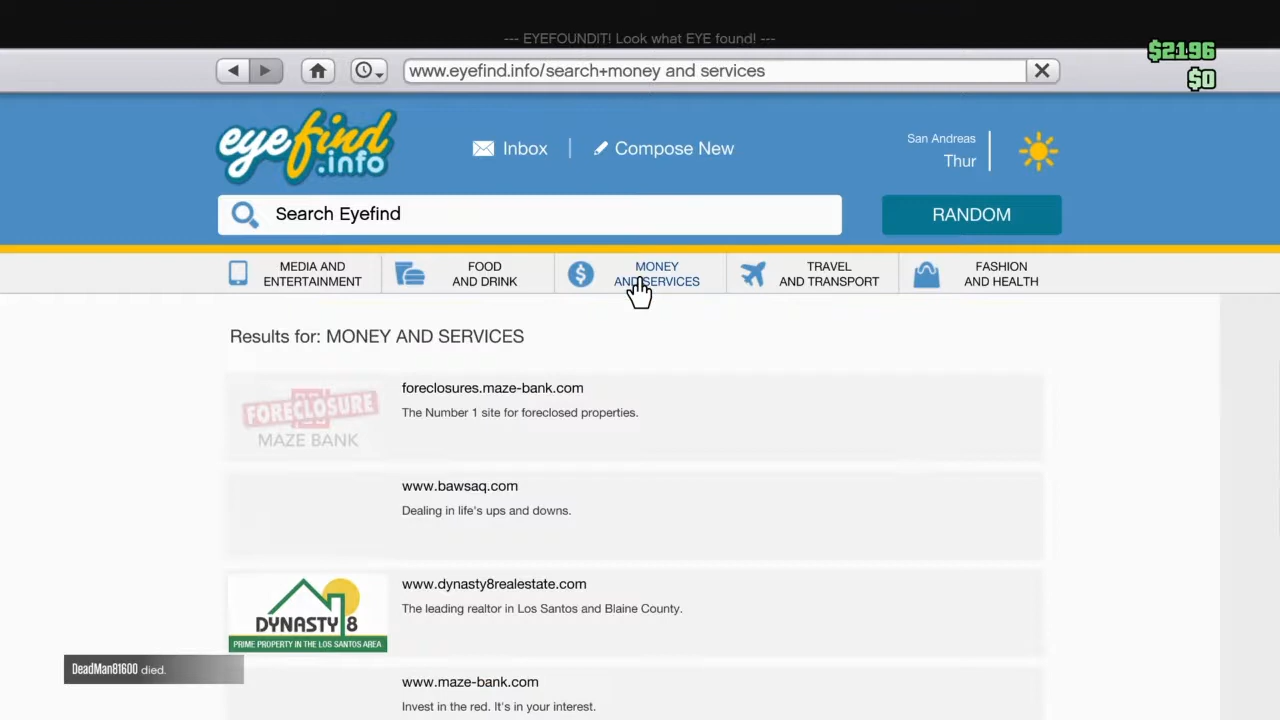 --- EYEFOUNDIT! Look what EYE found! ---
$2196
www.eyefind.info/search+money and services
$0
eyefind
.info
Inbox
Compose New
San Andreas
Thur
Search Eyefind
RANDOM
MEDIA AND
ENTERTAINMENT
FOOD
AND DRINK
MONEY
AND SERVICES
TRAVEL
AND TRANSPORT
FASHION
AND HEALTH
Results for: MONEY AND SERVICES
FORECLOSURE
MAZE BANK
foreclosures.maze-bank.com
The Number 1 site for foreclosed properties.
www.bawsaq.com
Dealing in life's ups and downs.
DYNASTY 8
PRIME PROPERTY IN THE LOS SANTOS AREA
www.dynasty8realestate.com
The leading realtor in Los Santos and Blaine County.
DeadMan81600 died.
www.maze-bank.com
Invest in the red. It's in your interest.